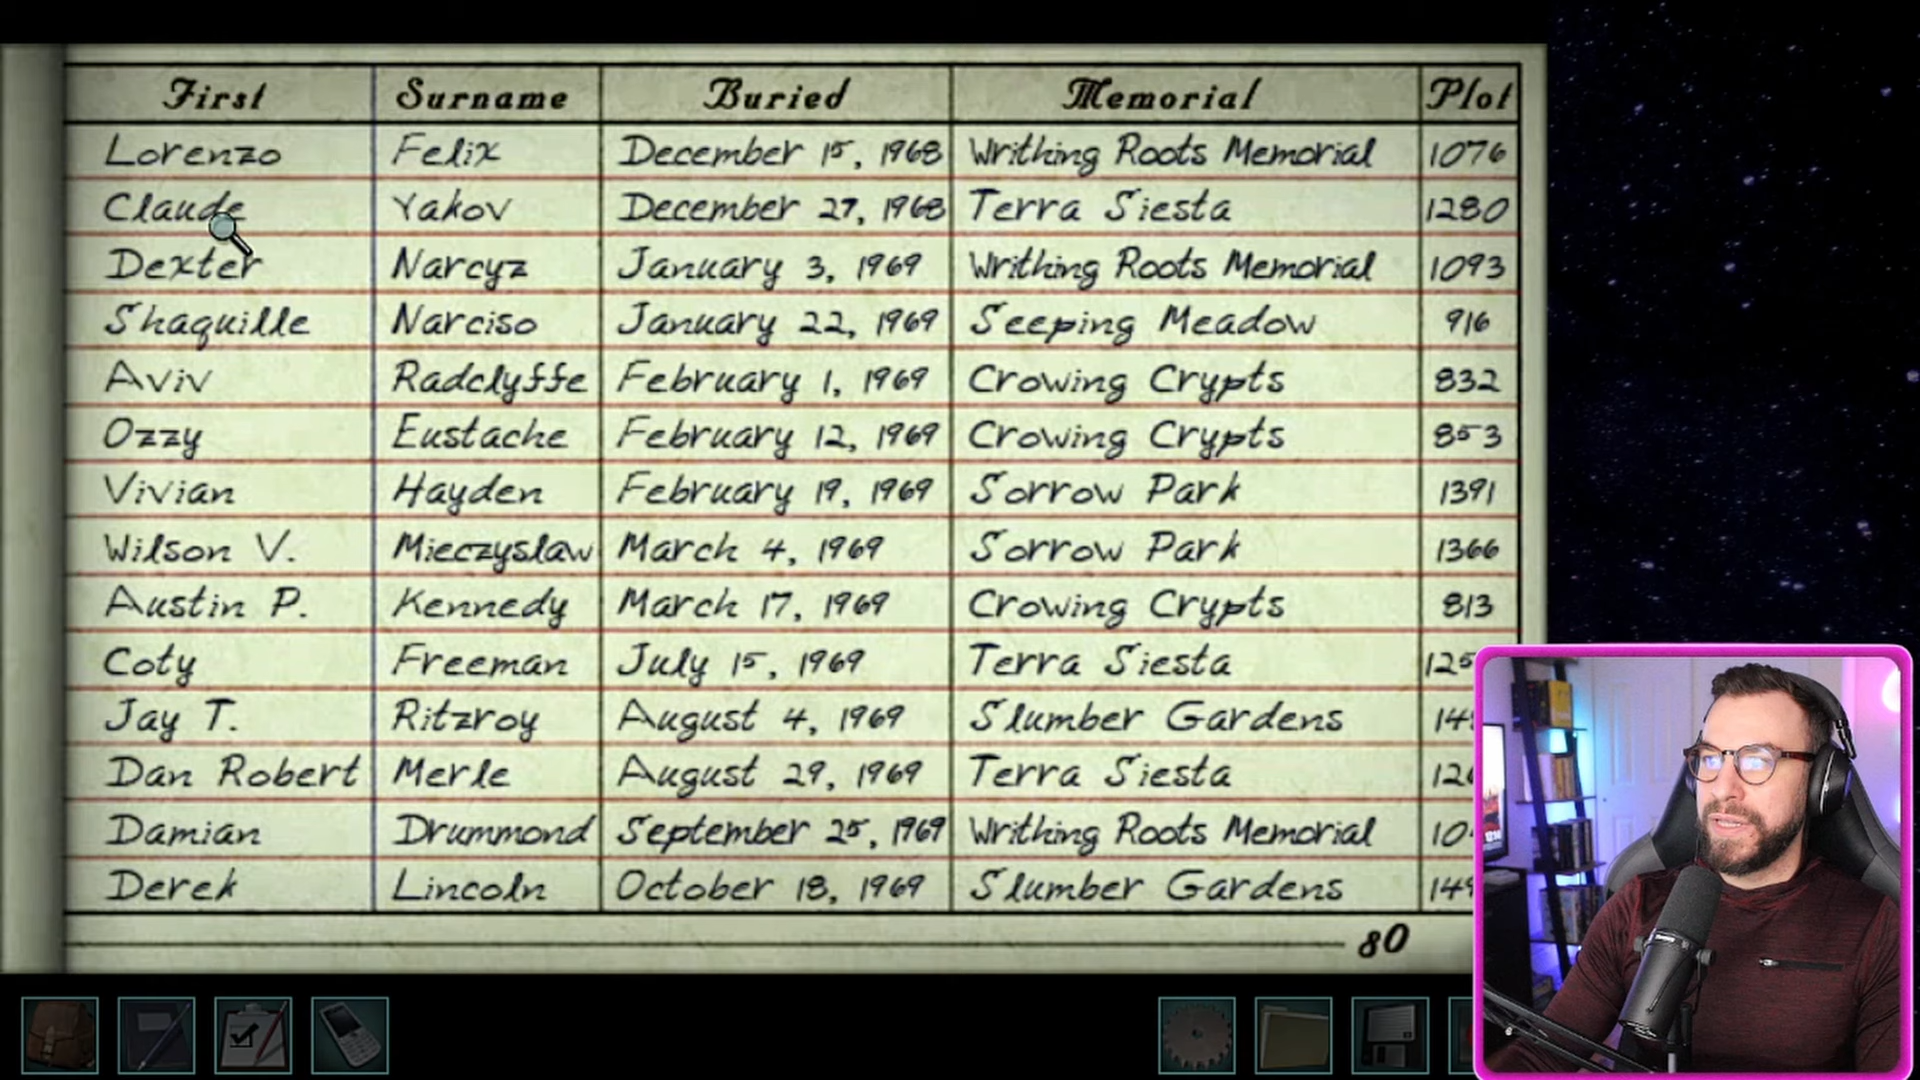 First Surname Buried Memorial Plot
Lorenzo Felix December 15, 1968 Writhing Roots Memorial 1076
Claude Yakov December 27, 1968 Terra Siesta 1280
Dexter Narcyz January 3, 1969 Writhing Roots Memorial 1093
Shaquille Narciso January 22, 1969 Seeping Meadow 916
Aviv Radclyffe February 1, 1969 Crowing Crypts 832
Ozzy Eustache February 12, 1969 Crowing Crypts 853
Vivian Hayden February 19, 1969 Sorrow Park 1391
Wilson V. Mieczyslaw March 4, 1969 Sorrow Park 1366
Austin P. Kennedy March 17, 1969 Crowing Crypts 813
Coty Freeman July 15, 1969 Terra Siesta
Jay T. Ritzroy August 4, 1969 Slumber Gardens
Dan Robert Merle August 29, 1969 Terra Siesta
Damian Drummond September 25, 1969 Writhing Roots Memorial
Derek Lincoln October 18, 1969 Slumber Gardens
80